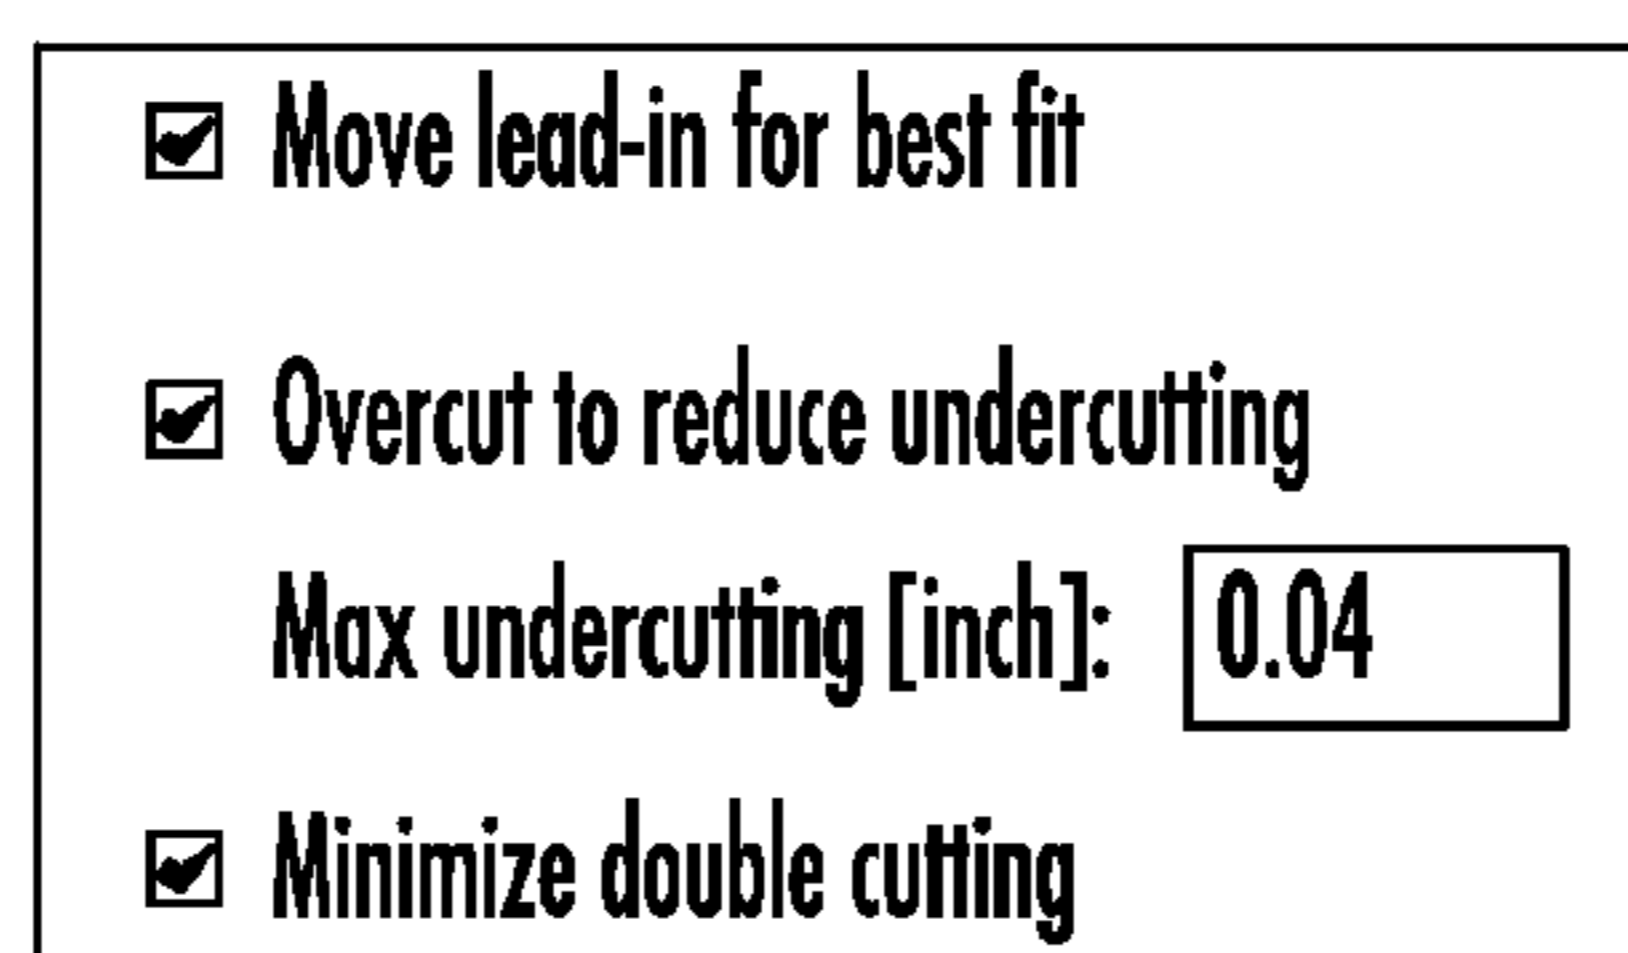 Move lead-in for best fit
Overcut to reduce undercutting
Max undercutting [inch]: 0.04
Minimize double cutting